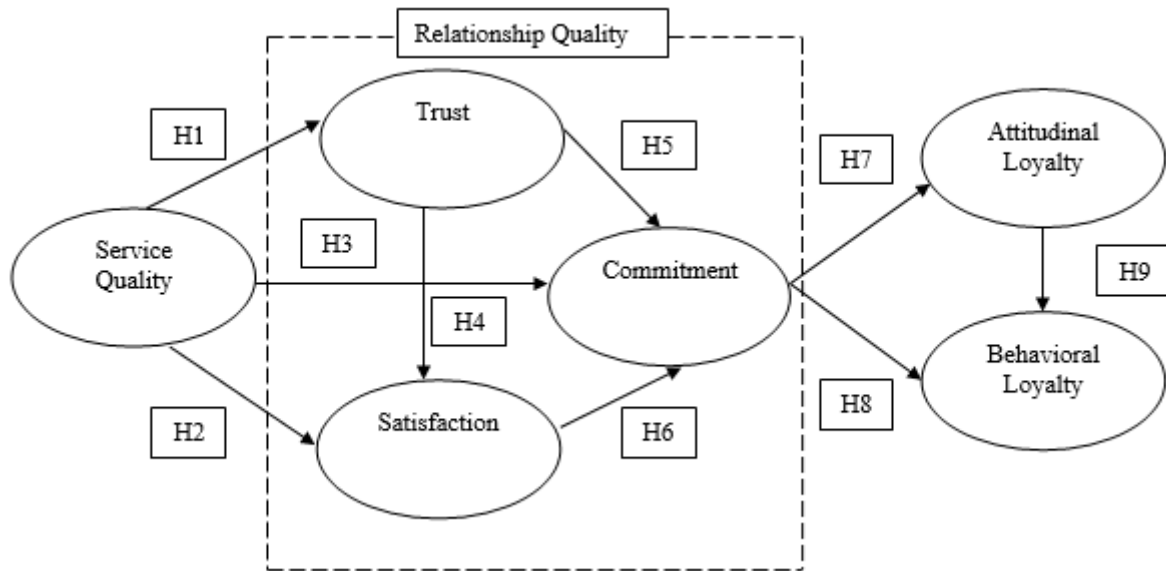 Relationship Quality
Trust
H1
H5
H7
Attitudinal
Loyalty
Service
Quality
H3
Commitment
H9
H4
Behavioral
Loyalty
H2
Satisfaction
H6
H8